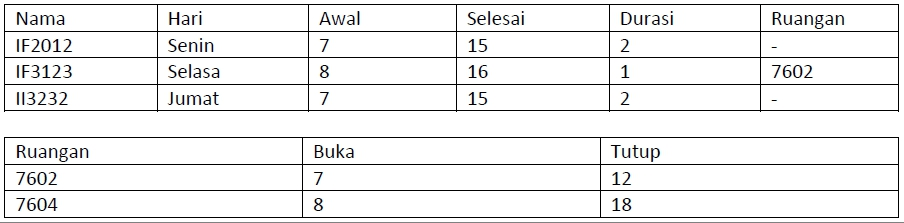 Nama Hari Awal Selesai Durasi Ruangan
IF2012 Senin 7 15 2 -
IF3123 Selasa 8 16 1 7602
II3232 Jumat 7 15 2 -
Ruangan Buka Tutup
7602 7 12
7604 8 18